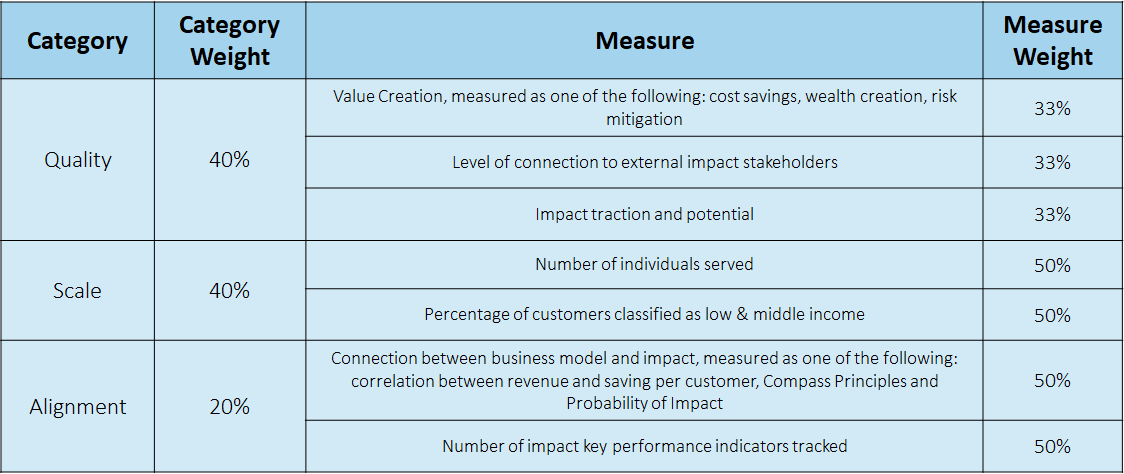 Category
Category
Weight
Measure
Measure
Weight
Quality
40%
Value Creation, measured as one of the following: cost savings, wealth creation, risk
mitigation
33%
Level of connection to external impact stakeholders
33%
Impact traction and potential
33%
Scale
40%
Number of individuals served
50%
Percentage of customers classified as low & middle income
50%
Alignment
20%
Connection between business model and impact, measured as one of the following:
correlation between revenue and saving per customer, Compass Principles and
Probability of Impact
50%
Number of impact key performance indicators tracked
50%